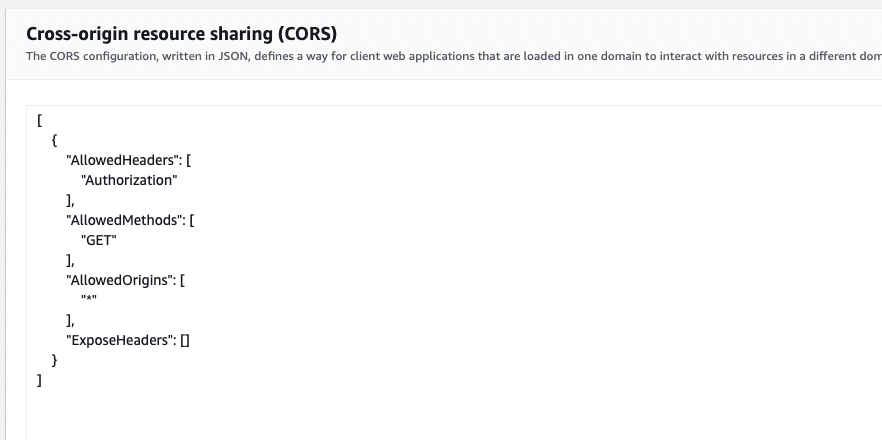 Cross-origin resource sharing (CORS)
The CORS configuration, written in JSON, defines a way for client web applications that are loaded in one domain to interact with resources in a different dom
[
{
"AllowedHeaders": [
"Authorization"
],
"AllowedMethods": [
"GET"
],
"AllowedOrigins": [
"*"
],
"ExposeHeaders": []
}
]